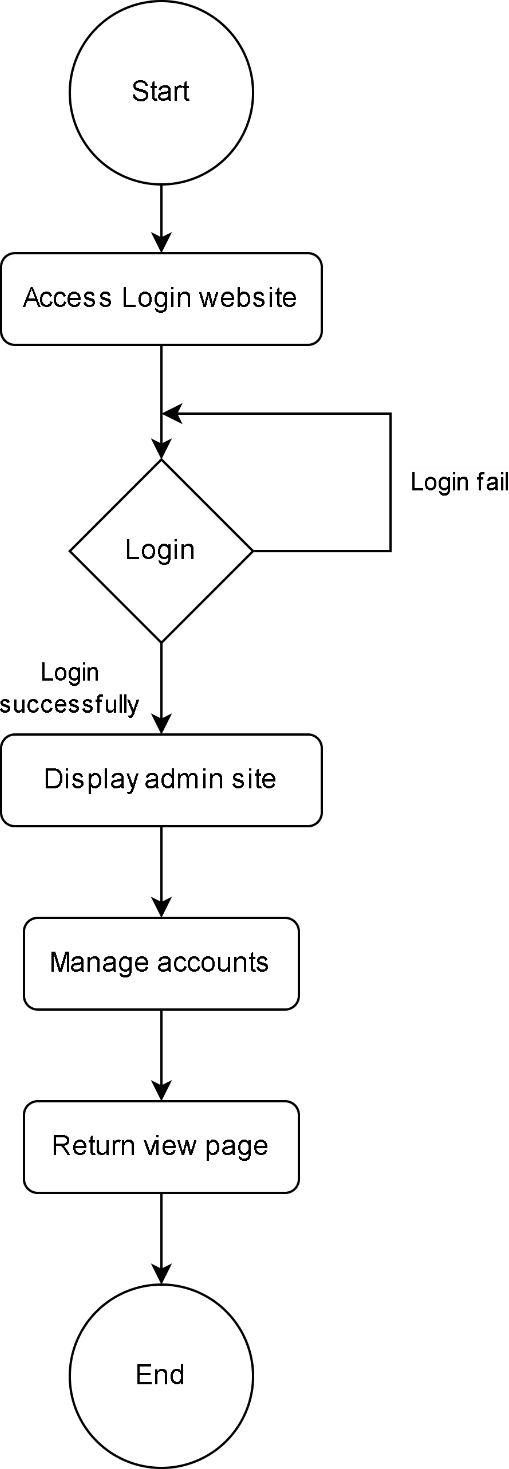 Start
Access Login website
Login fail
Login
Login
successfully
Display admin site
Manage accounts
Return view page
End